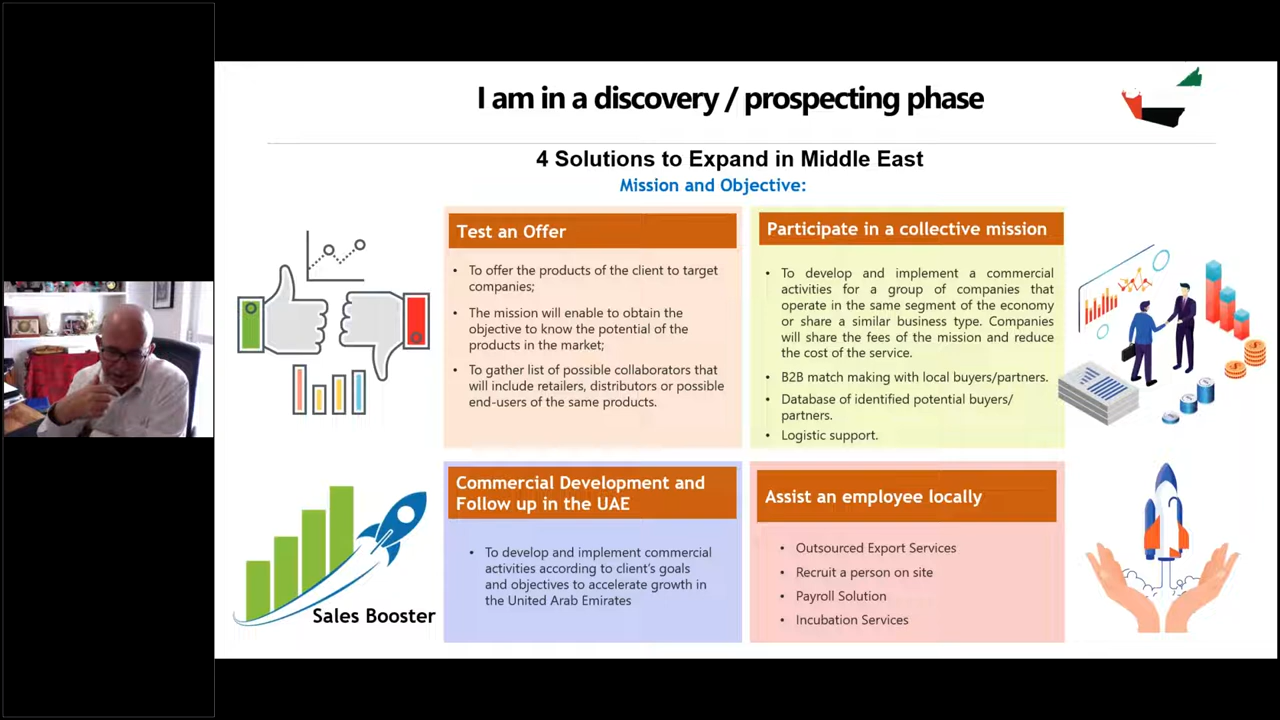 I am in a discovery / prospecting phase
4 Solutions to Expand in Middle East
Mission and Objective:
Test an Offer
• To offer the products of the client to target
companies;
• The mission will enable to obtain the
objective to know the potential of the
products in the market;
• To gather list of possible collaborators that
will include retailers, distributors or possible
end-users of the same products.
Participate in a collective mission
• To develop and implement a commercial
activities for a group of companies that
operate in the same segment of the economy
or share a similar business type. Companies
will share the fees of the mission and reduce
the cost of the service.
• B2B match making with local buyers/partners.
• Database of identified potential buyers/
partners.
• Logistic support.
Commercial Development and
Follow up in the UAE
• To develop and implement commercial
activities according to client's goals
and objectives to accelerate growth in
the United Arab Emirates
Sales Booster
Assist an employee locally
• Outsourced Export Services
• Recruit a person on site
• Payroll Solution
• Incubation Services